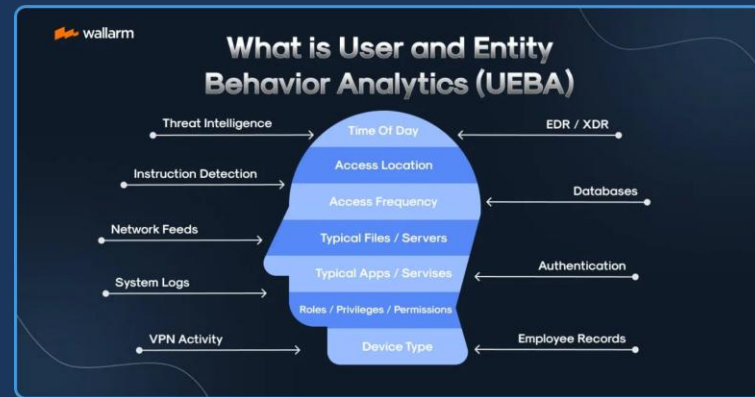 wallarm
What is User and Entity
Behavior Analytics (UEBA)
Threat Intelligence
Instruction Detection
Network Feeds
System Logs
VPN Activity
Time Of Day
Access Location
Access Frequency
Typical Files / Servers
Typical Apps / Servises
Roles / Privileges / Permissions
Device Type
EDR / XDR
Databases
Authentication
Employee Records